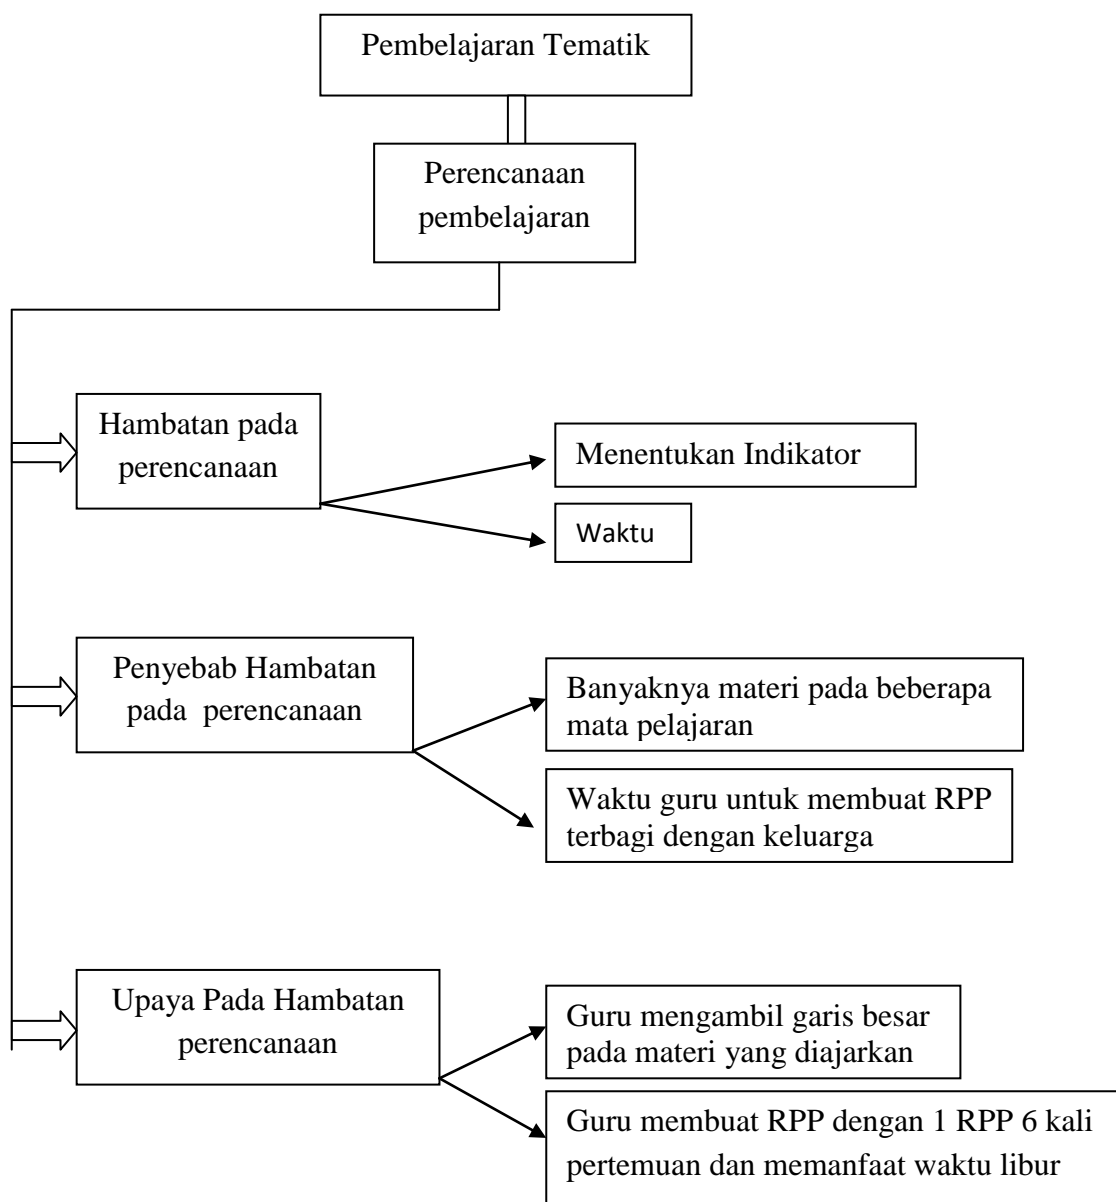 Pembelajaran Tematik
Perencanaan
pembelajaran
Hambatan pada
perencanaan
Menentukan Indikator
Waktu
Penyebab Hambatan
pada perencanaan
Banyaknya materi pada beberapa
mata pelajaran
Waktu guru untuk membuat RPP
terbagi dengan keluarga
Upaya Pada Hambatan
perencanaan
Guru mengambil garis besar
pada materi yang diajarkan
Guru membuat RPP dengan 1 RPP 6 kali
pertemuan dan memanfaat waktu libur